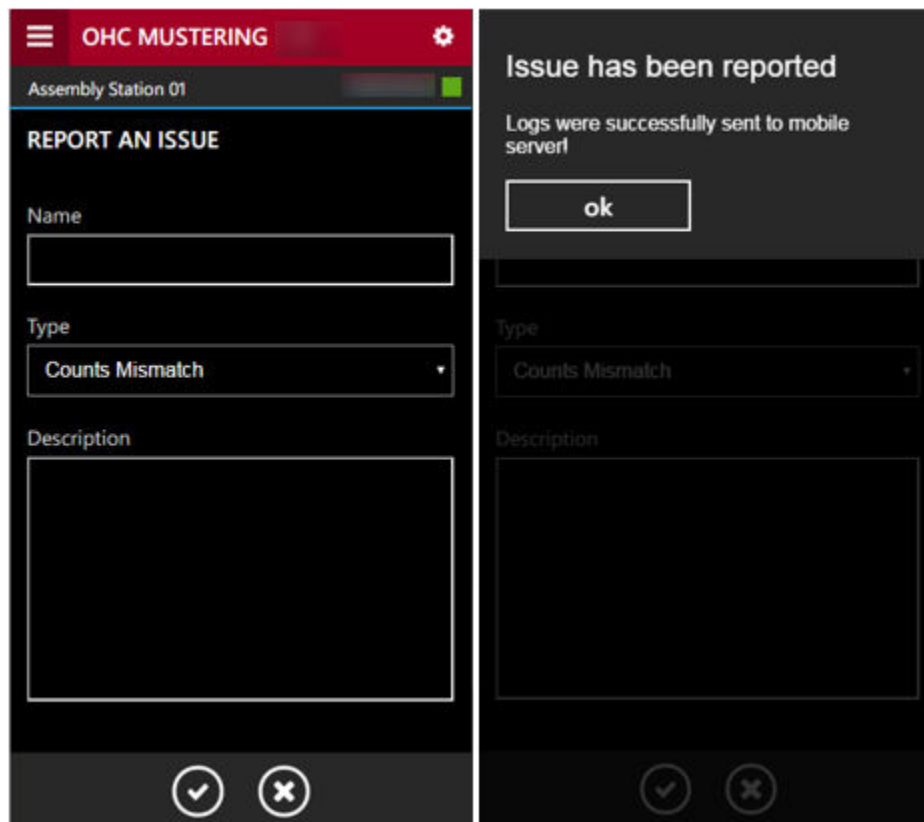 OHC MUSTERING
Assembly Station 01
REPORT AN ISSUE
Name
Type
Counts Mismatch
Description
Issue has been reported
Logs were successfully sent to mobile
server!
ok
Type
Counts Mismatch
Description